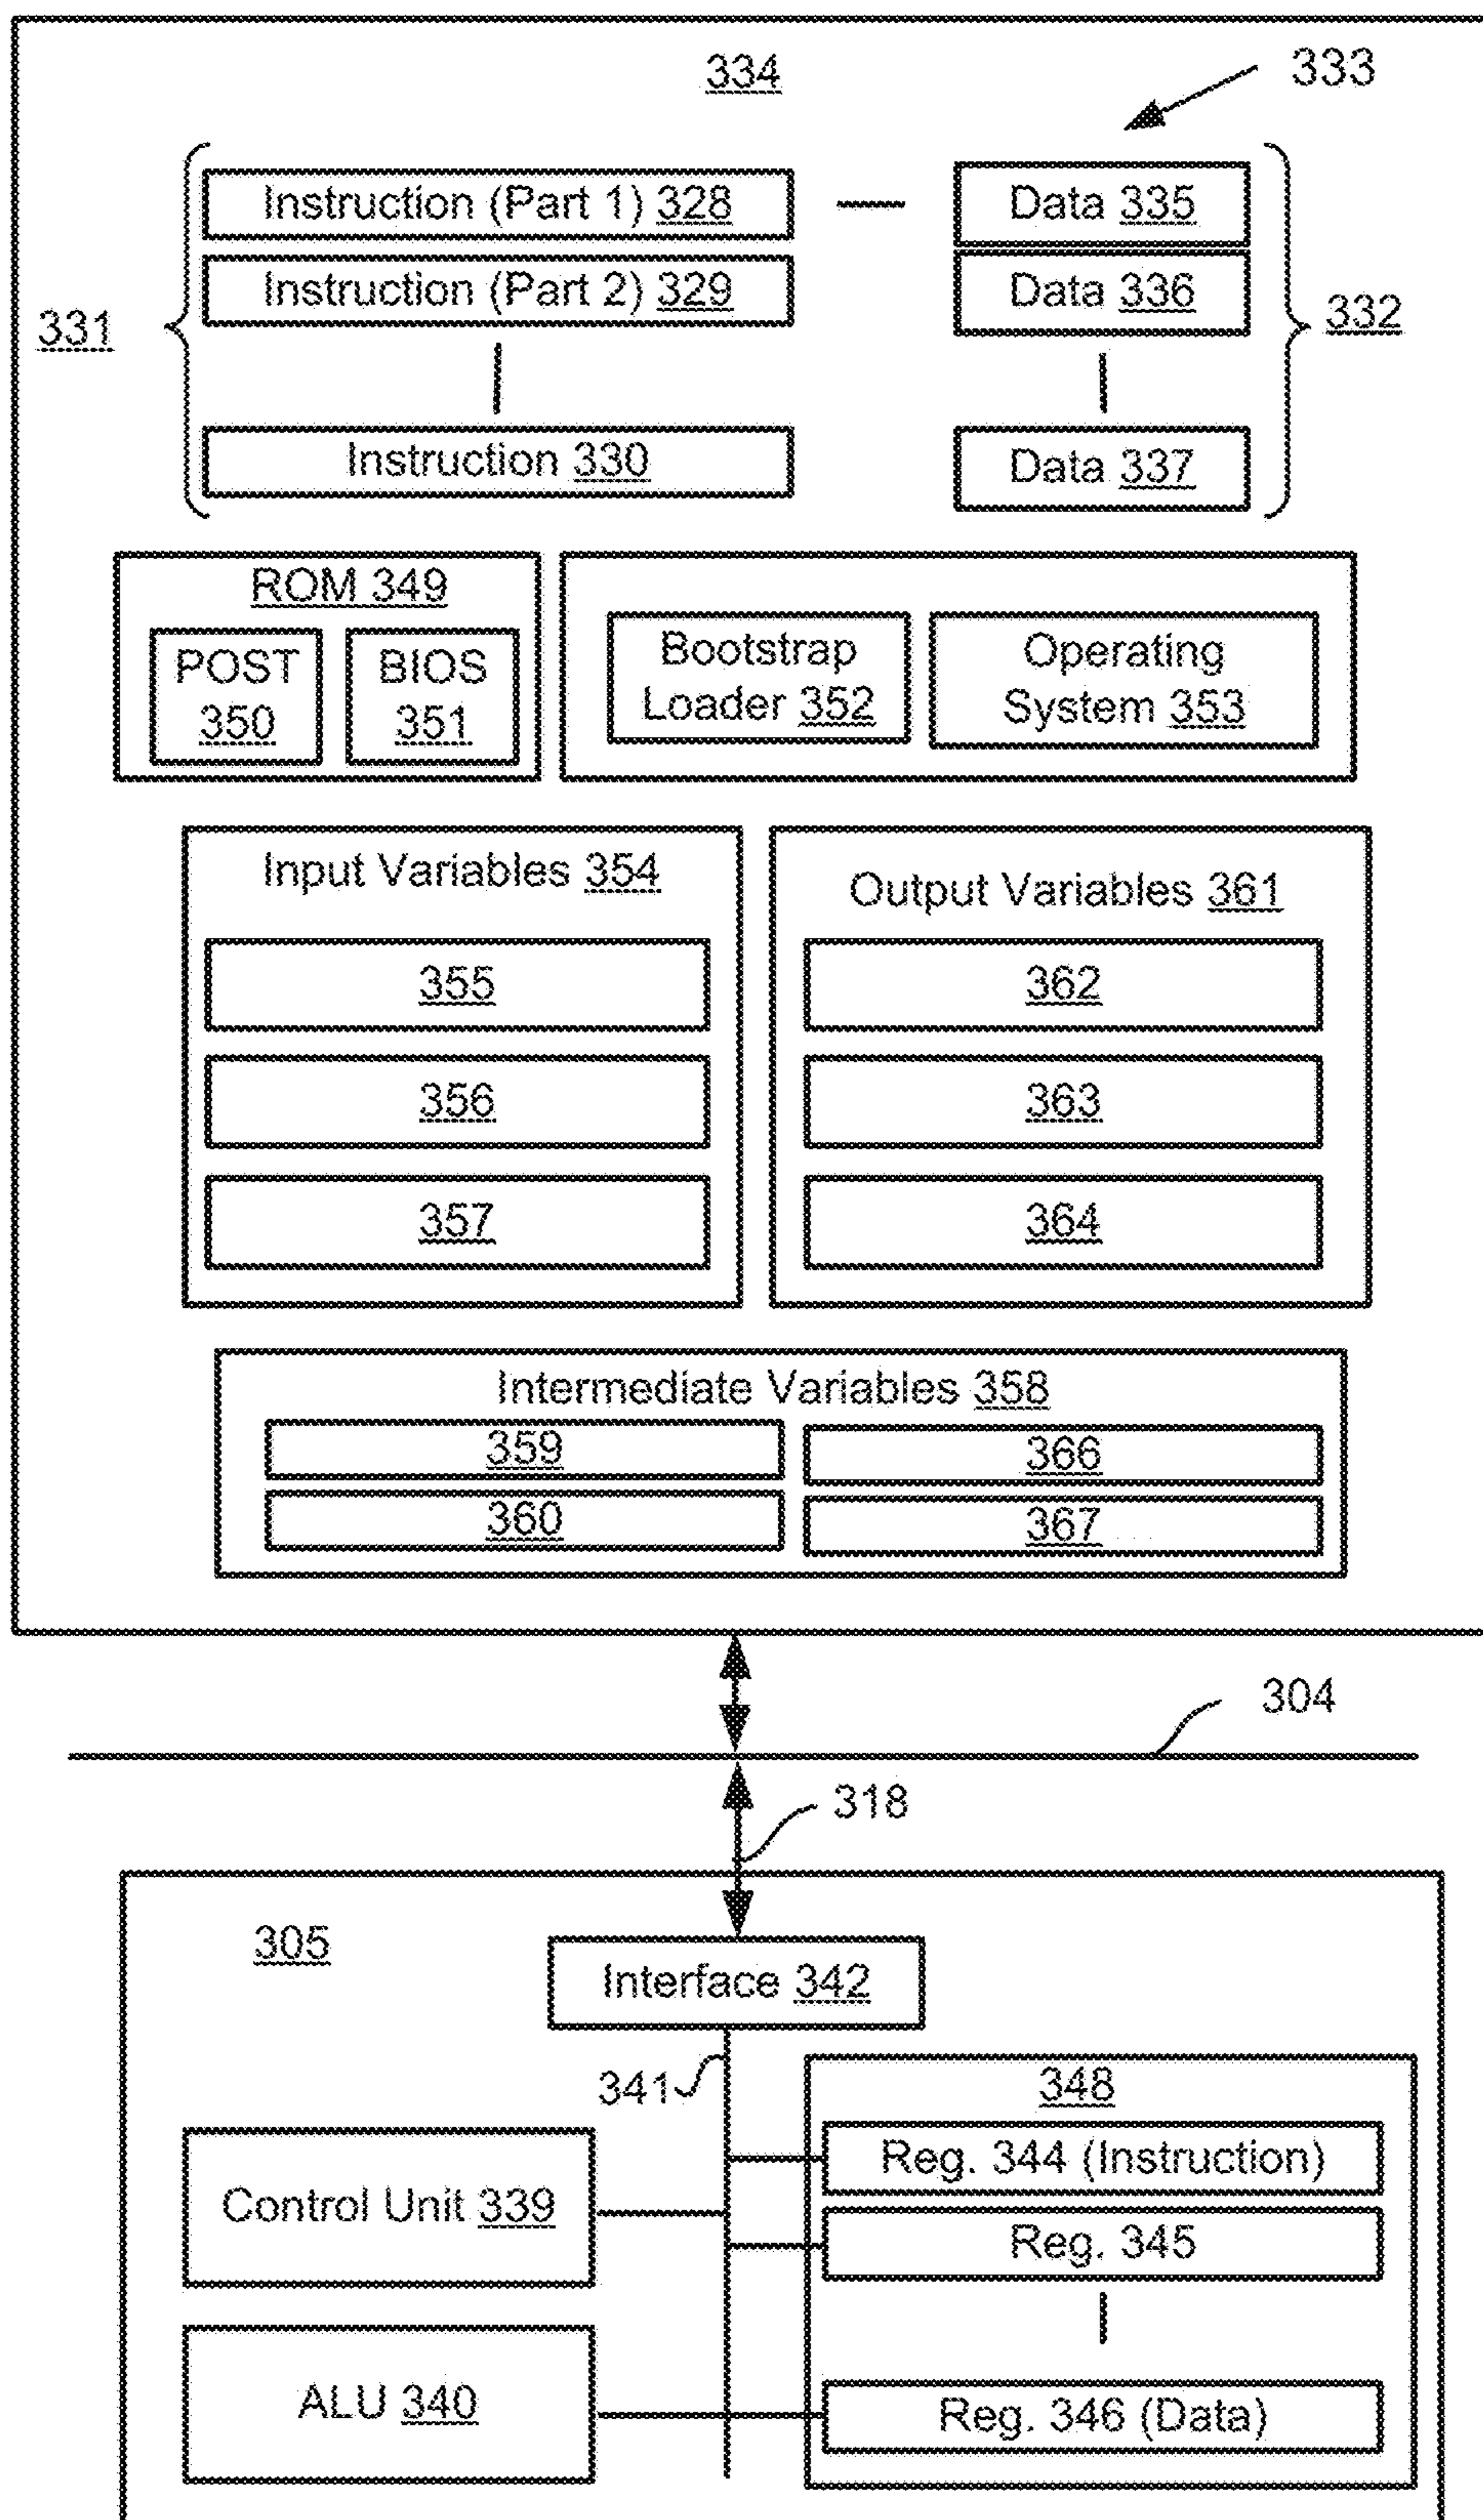 334
333
Instruction (Part 1) 328
Data 335
Instruction (Part 2) 329
Data 336
331
332
Instruction 330
Data 337
ROM 349
POST
350
BIOS
351
Bootstrap
Loader 352
Operating
System 353
Input Variables 354
355
356
357
Output Variables 361
362
363
364
Intermediate Variables 358
359
366
360
367
304
318
305
Interface 342
341
348
Reg. 344 (Instruction)
Control Unit 339
Reg. 345
ALU 340
Reg. 346 (Data)